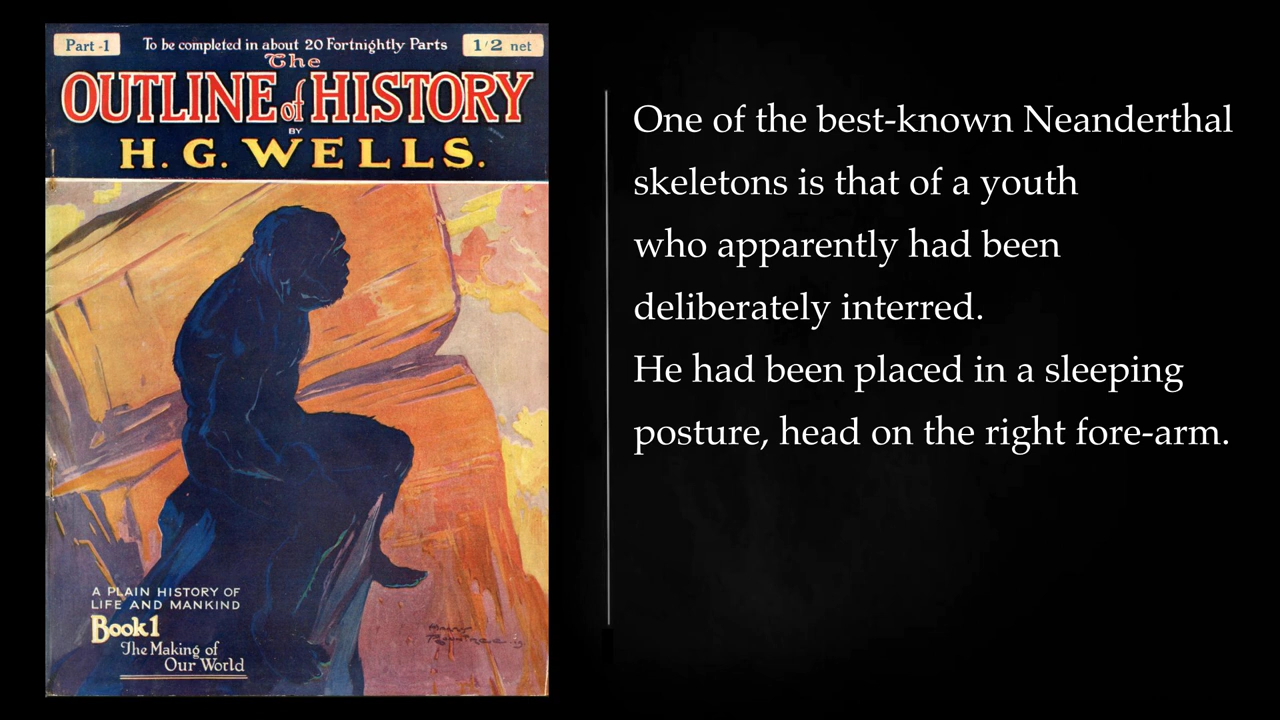 Part -1
To be completed in about 20 Fortnightly Parts
1/2 net
The
OUTLINE of HISTORY
BY
H. G. WELLS.
A PLAIN HISTORY OF
LIFE AND MANKIND
Book 1
The Making of
Our World
One of the best-known Neanderthal
skeletons is that of a youth
who apparently had been
deliberately interred.
He had been placed in a sleeping
posture, head on the right fore-arm.